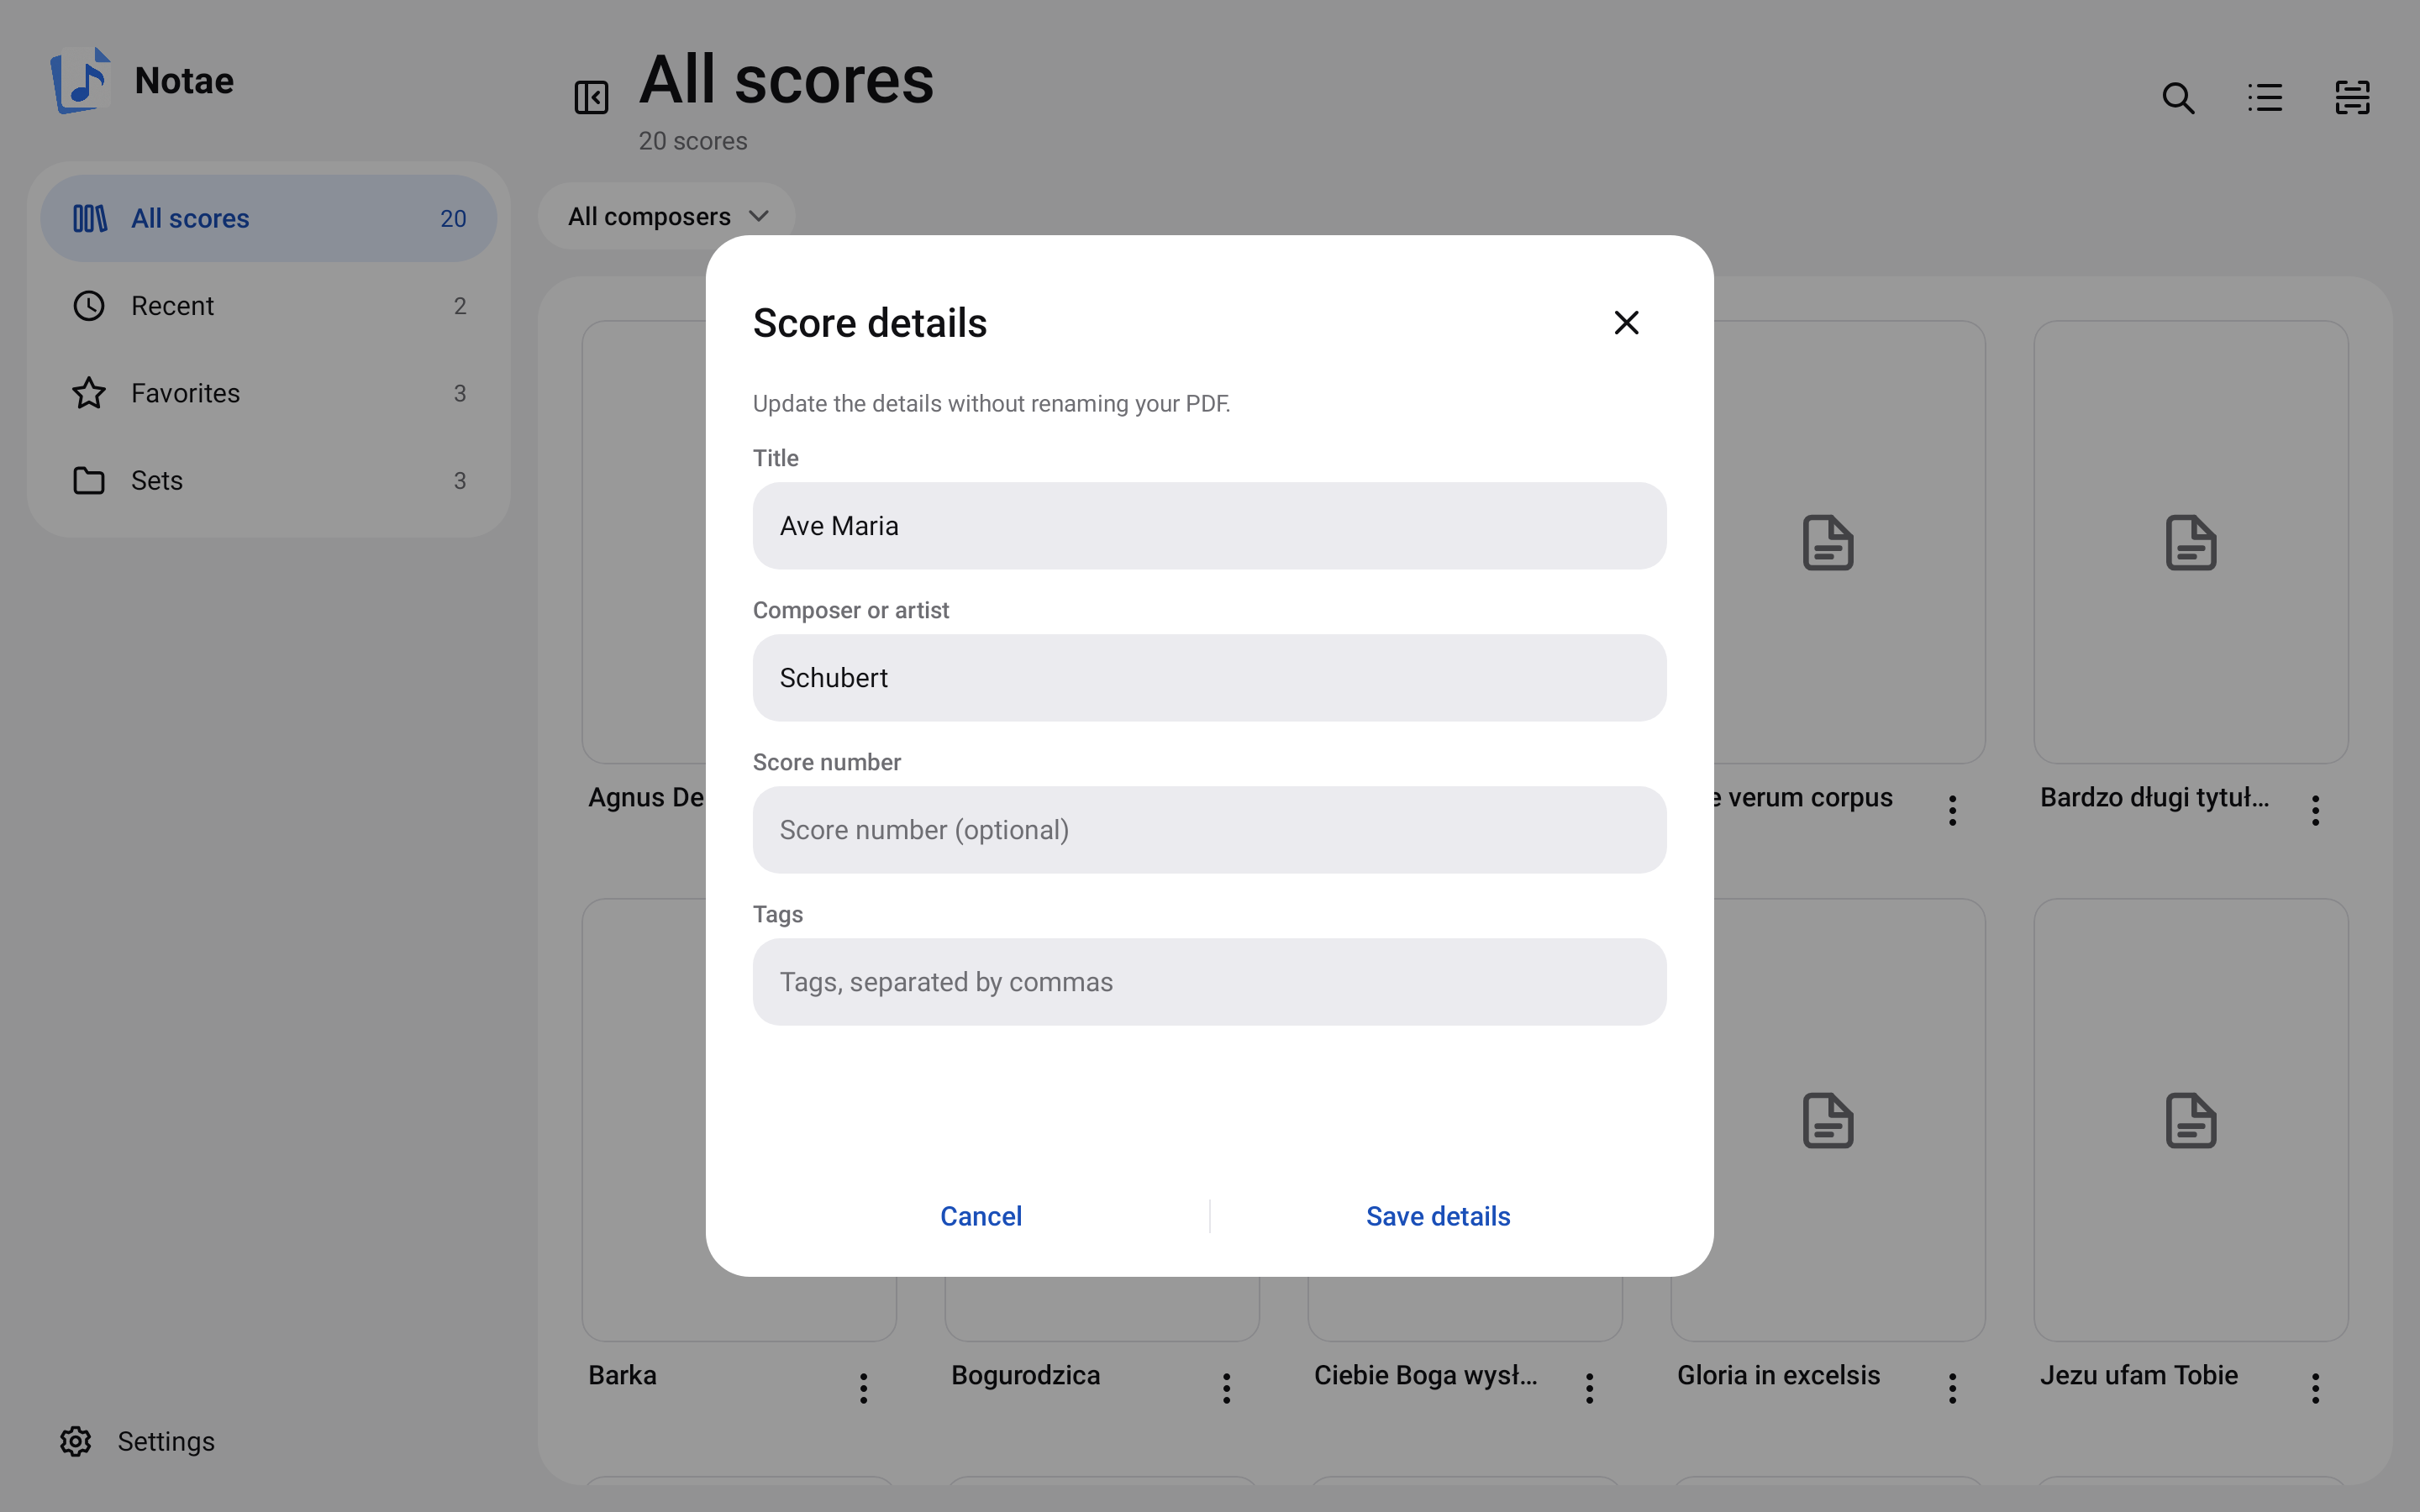 Notae
All scores
20 scores
All scores 20
Recent 2
Favorites 3
Sets 3
All composers
Score details
Update the details without renaming your PDF.
Title
Ave Maria
Composer or artist
Schubert
Score number
Score number (optional)
Tags
Tags, separated by commas
Cancel
Save details
Agnus De
verum corpus
Bardzo długi tytuł...
Barka
Bogurodzica
Ciebie Boga wysł...
Gloria in excelsis
Jezu ufam Tobie
Settings